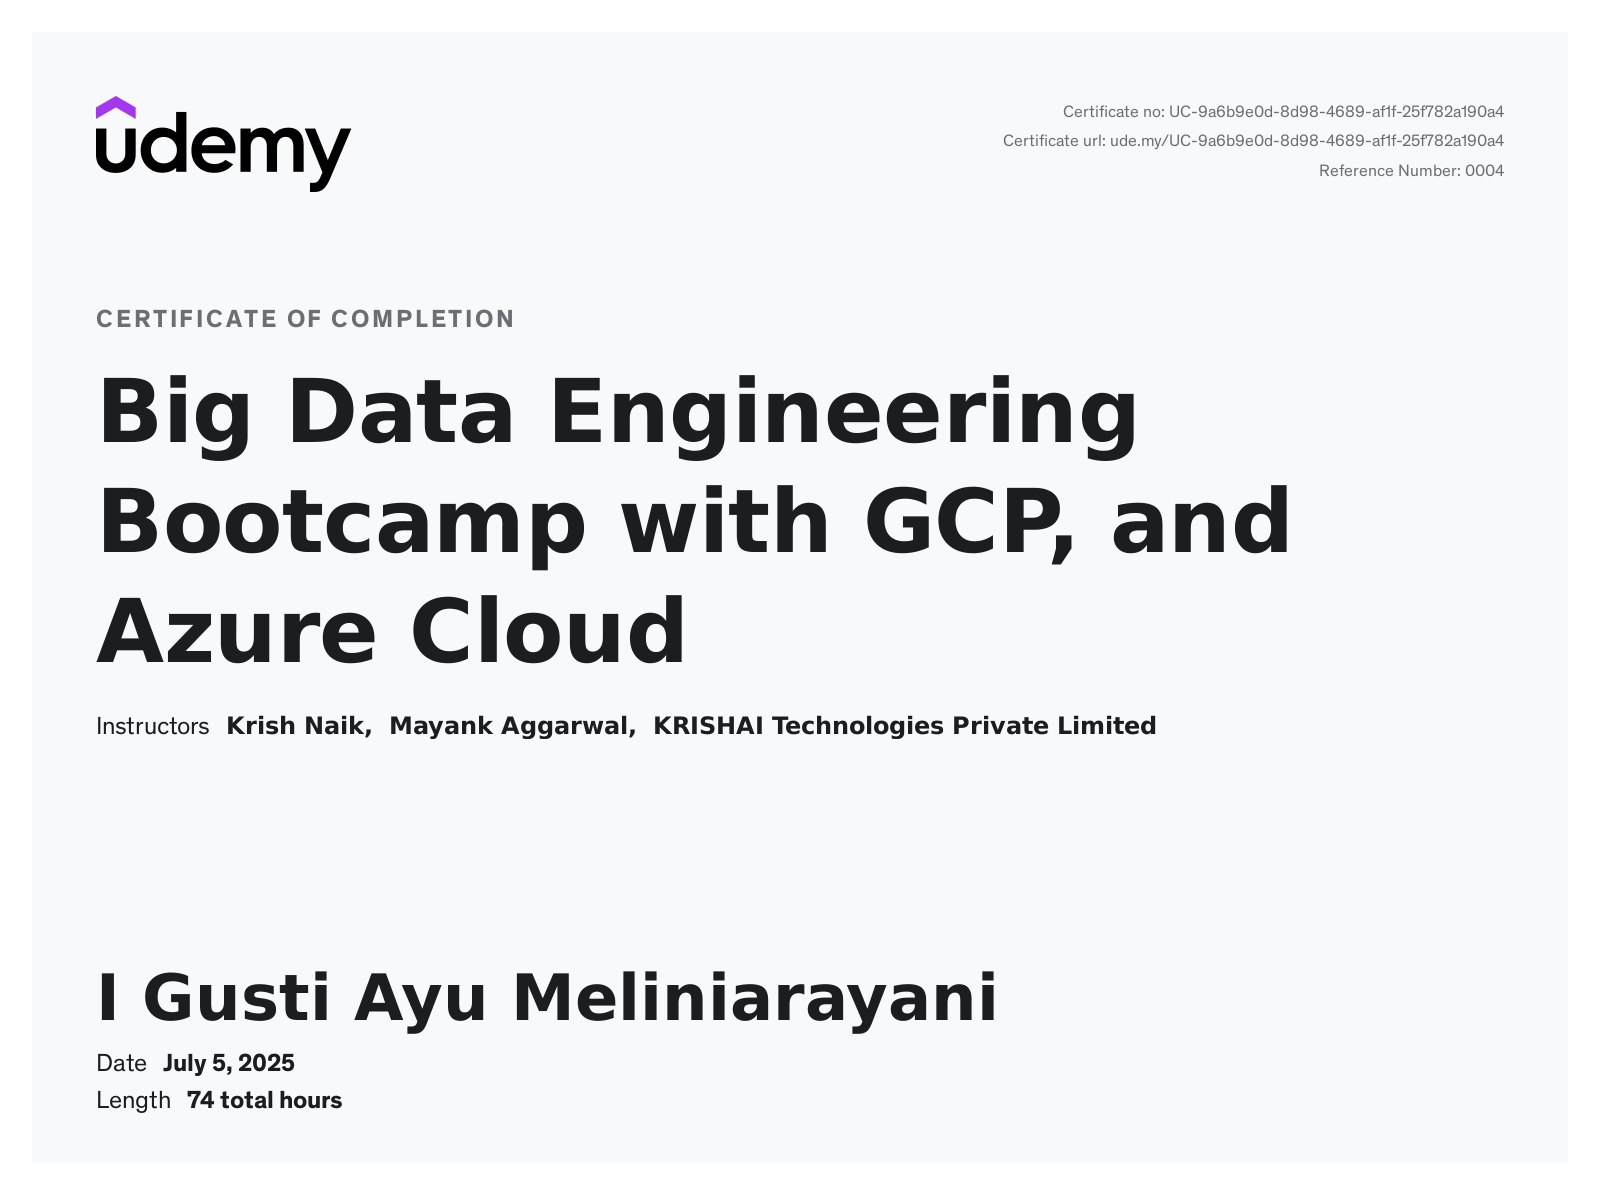 udemy
Certificate no: UC-9a6b9e0d-8d98-4689-af1f-25f782a190a4
Certificate url: ude.my/UC-9a6b9e0d-8d98-4689-af1f-25f782a190a4
Reference Number: 0004
CERTIFICATE OF COMPLETION
Big Data Engineering
Bootcamp with GCP, and
Azure Cloud
Instructors Krish Naik, Mayank Aggarwal, KRISHAI Technologies Private Limited
I Gusti Ayu Meliniarayani
Date July 5, 2025
Length 74 total hours